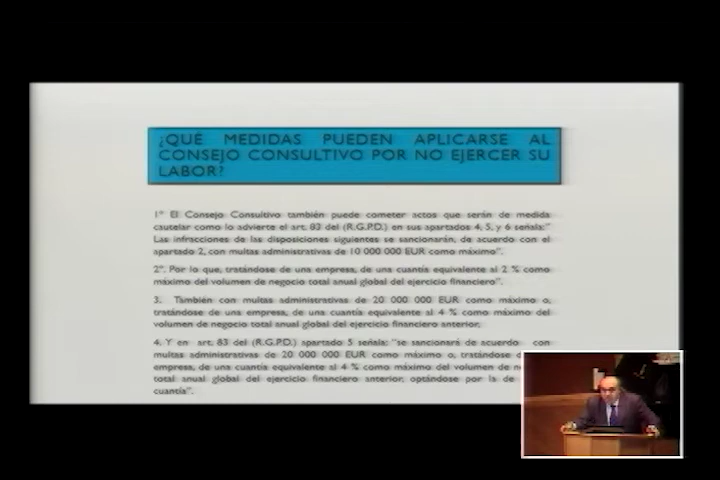 ¿QUÉ MEDIDAS PUEDEN APLICARSE AL
CONSEJO CONSULTIVO POR NO EJERCER SU
LABOR?
1º El Consejo Consultivo también puede cometer actos que serán de medida
cautelar como lo advierte el art. 83 del (R.G.P.D.) en sus apartados 4, 5, y 6 señala:"
Las infracciones de las disposiciones siguientes se sancionarán, de acuerdo con el
apartado 2, con multas administrativas de 10 000 000 EUR como máximo".
2º. Por lo que, tratándose de una empresa, de una cuantía equivalente al 2 % como
máximo del volumen de negocio total anual global del ejercicio financiero".
3. También con multas administrativas de 20 000 000 EUR como máximo o,
tratándose de una empresa, de una cuantía equivalente al 4 % como máximo del
volumen de negocio total anual global del ejercicio financiero anterior,
4. Y en art. 83 del (R.G.P.D.) apartado 5 señala: "se sancionará de acuerdo con
multas administrativas de 20 000 000 EUR como máximo o, tratándose
empresa, de una cuantía equivalente al 4 % como máximo del volumen de
total anual global del ejercicio financiero anterior, optándose por la de
cuantía".